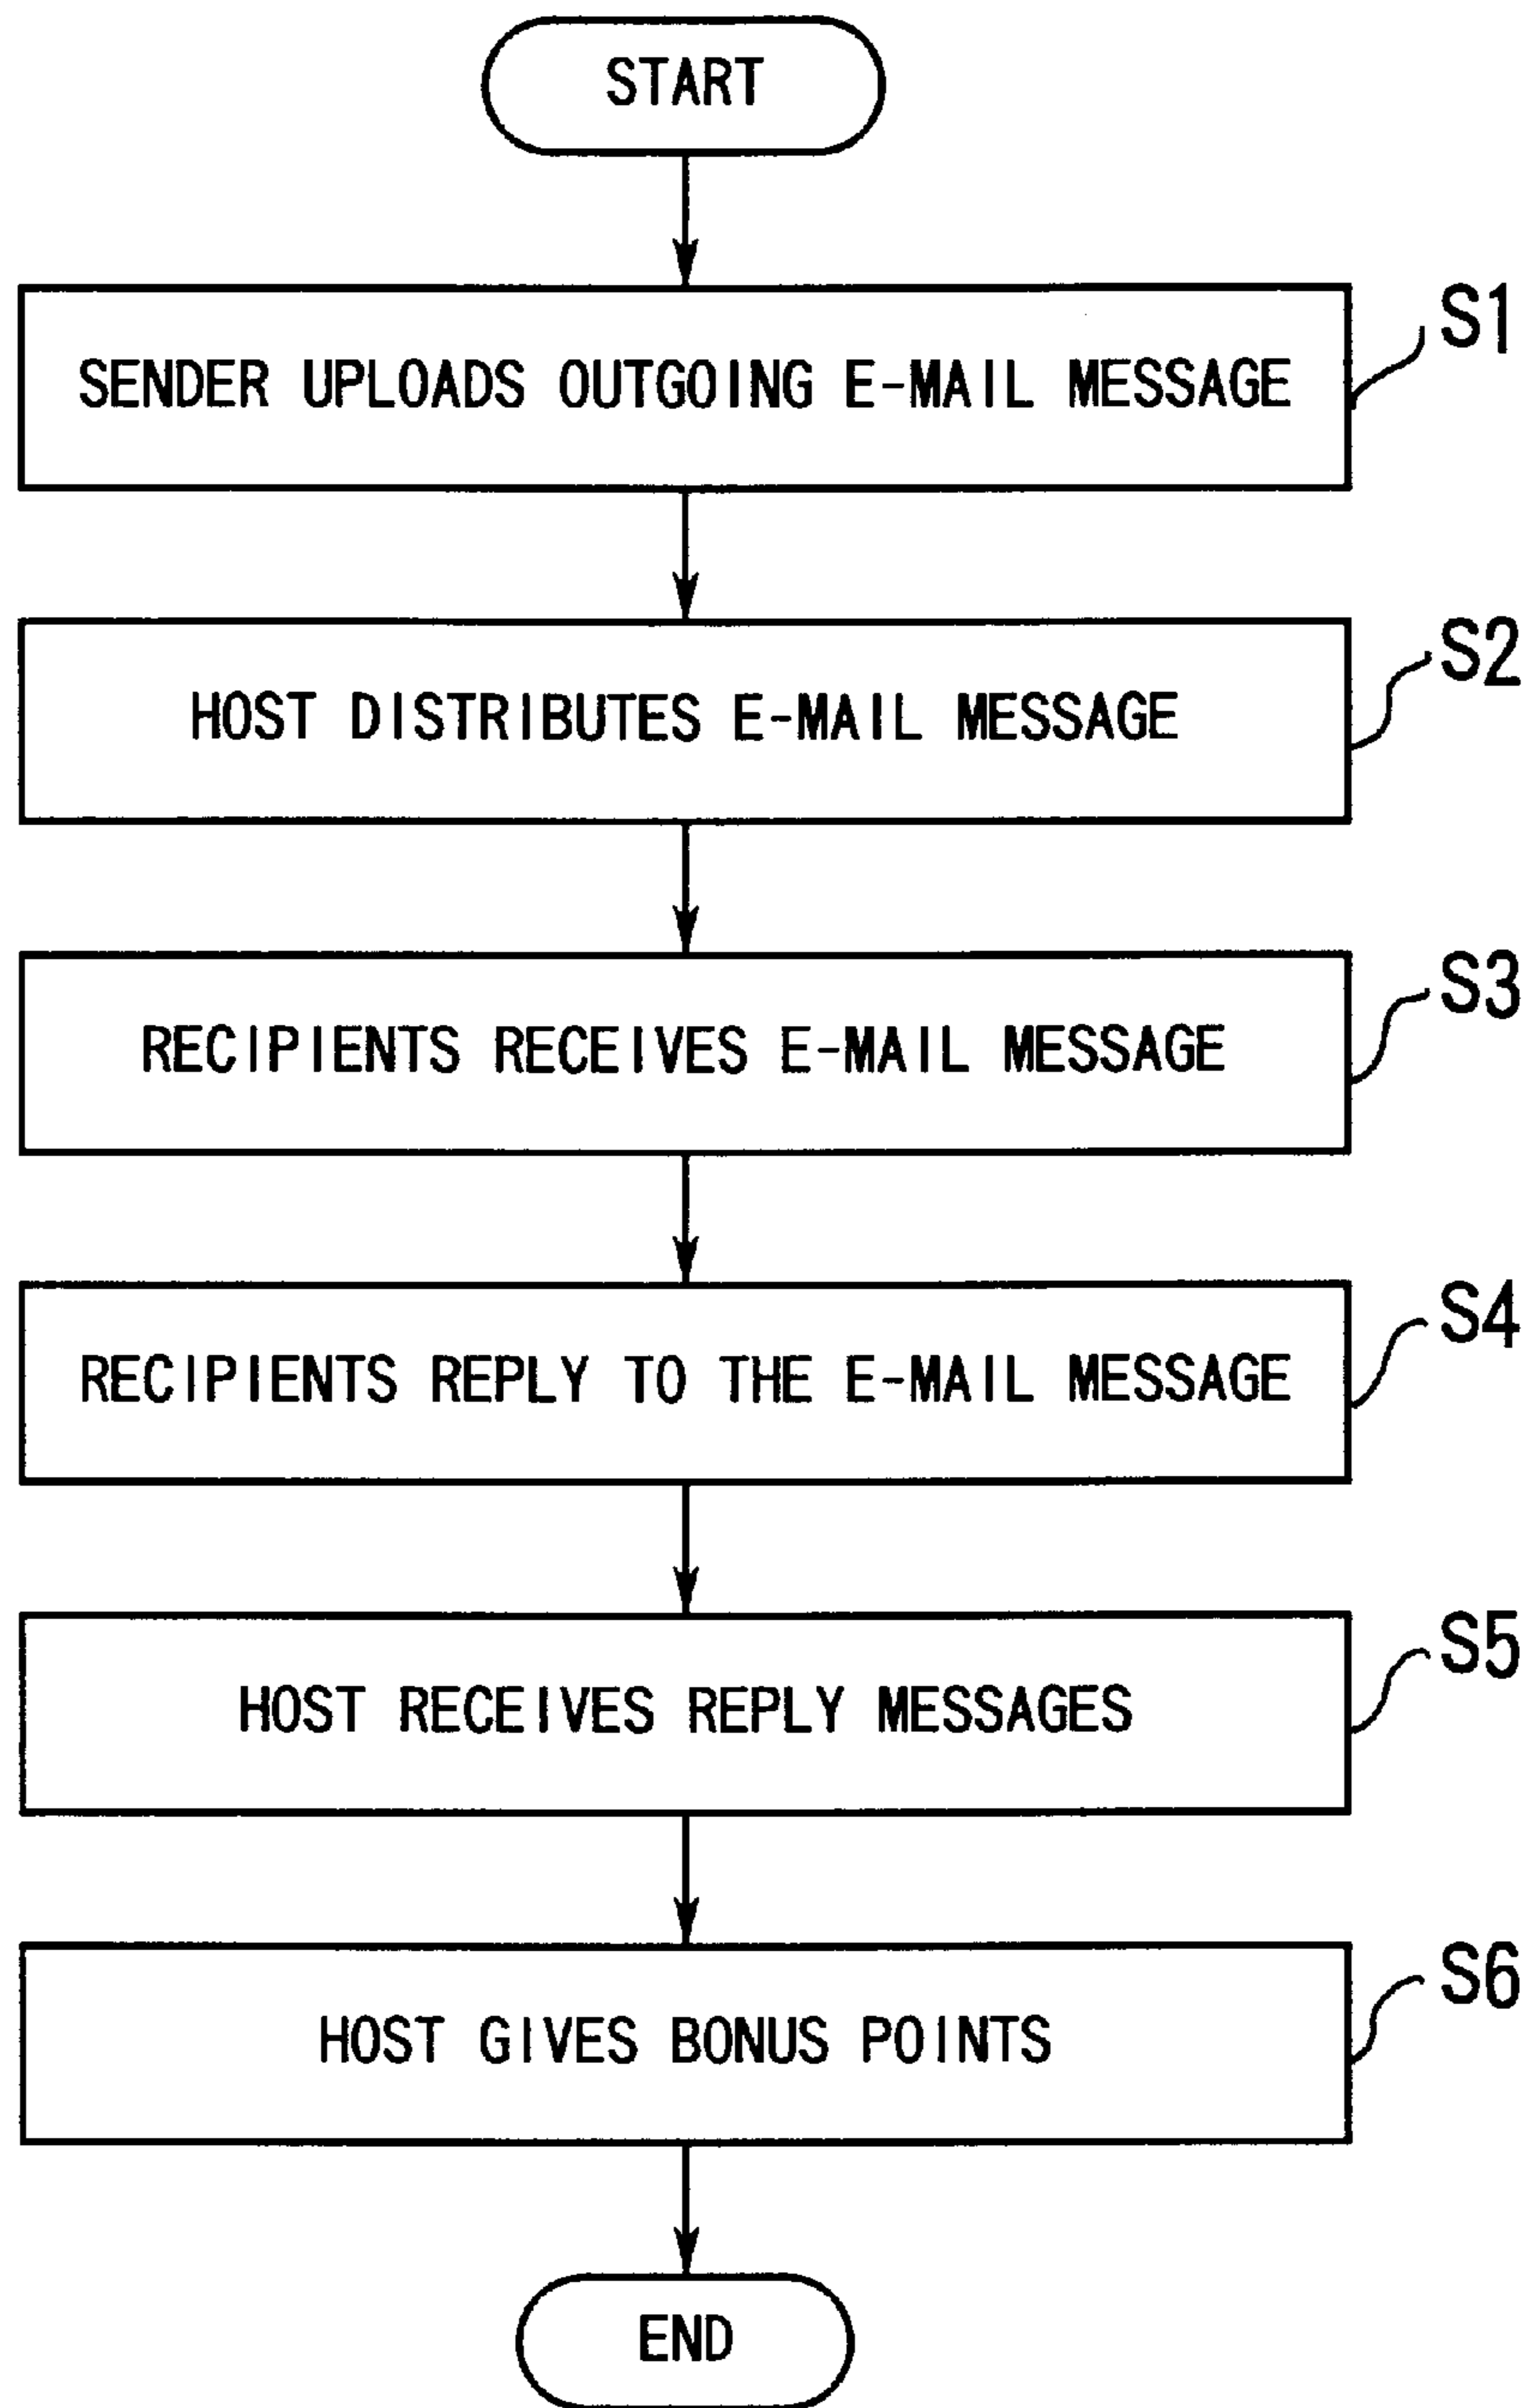 START
SENDER UPLOADS OUTGOING E-MAIL MESSAGE
S1
HOST DISTRIBUTES E-MAIL MESSAGE
S2
RECIPIENTS RECEIVES E-MAIL MESSAGE
S3
RECIPIENTS REPLY TO THE E-MAIL MESSAGE
S4
HOST RECEIVES REPLY MESSAGES
S5
HOST GIVES BONUS POINTS
S6
END